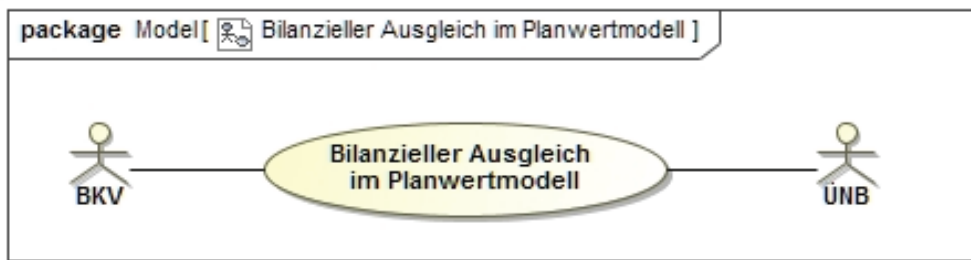 package Model[ Bilanzieller Ausgleich im Planwertmodell ]
Bilanzieller Ausgleich
im Planwertmodell
BKV
ÜNB